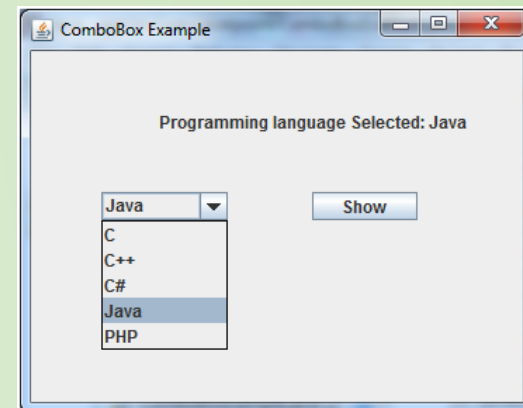 ComboBox Example
Programming language Selected: Java
Java
Show
C
C++
C#
Java
PHP